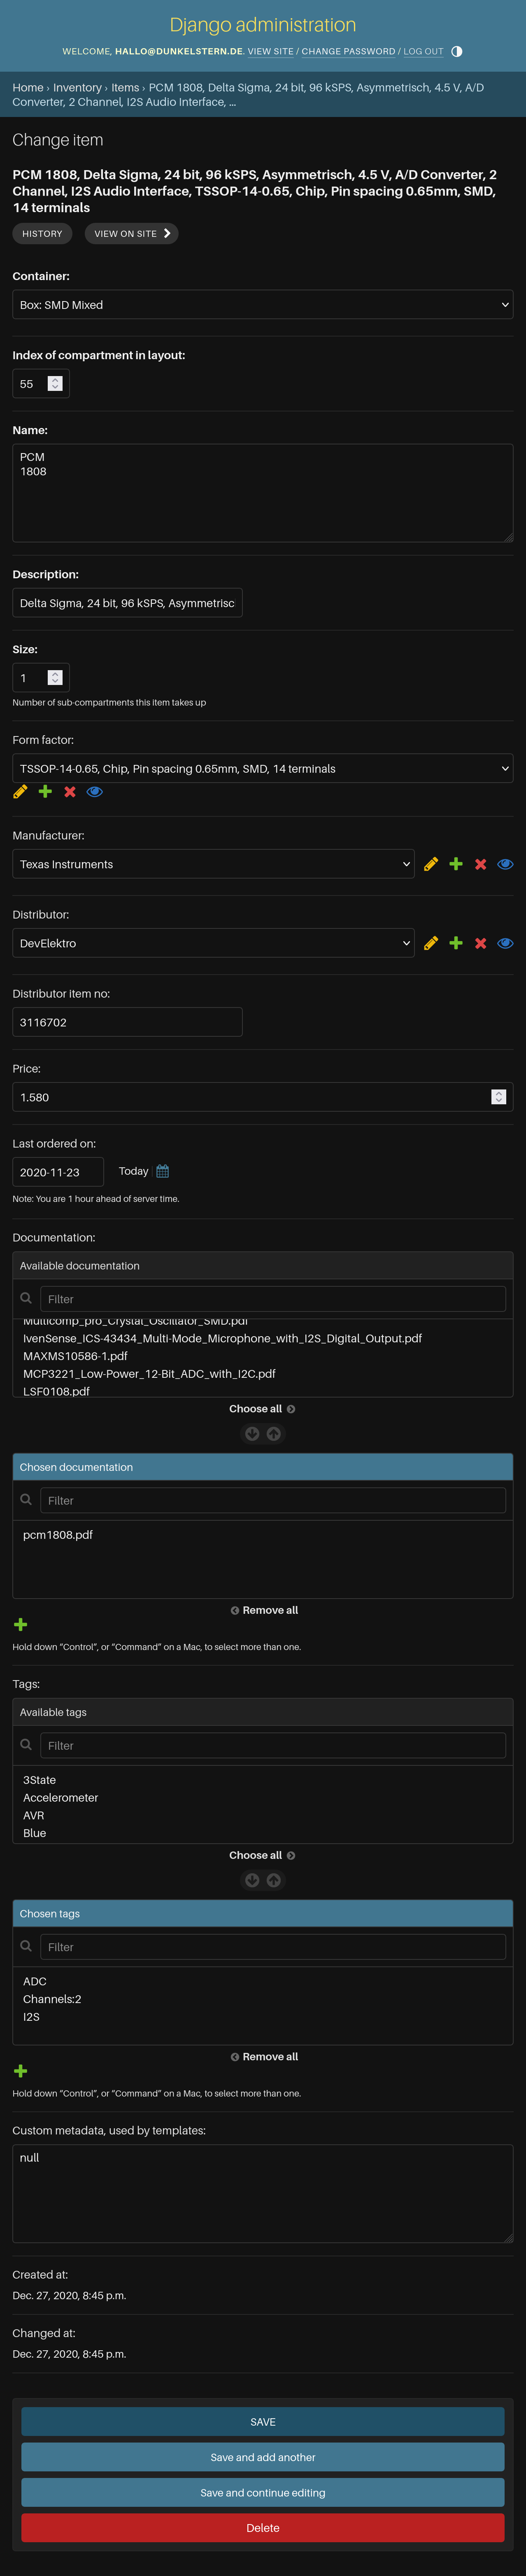 Django administration
WELCOME, HALLO@DUNKELSTERN.DE. VIEW SITE / CHANGE PASSWORD / LOG OUT
Home › Inventory › Items › PCM 1808, Delta Sigma, 24 bit, 96 kSPS, Asymmetrisch, 4.5 V, A/D
Converter, 2 Channel, I2S Audio Interface, …
Change item
PCM 1808, Delta Sigma, 24 bit, 96 kSPS, Asymmetrisch, 4.5 V, A/D Converter, 2
Channel, I2S Audio Interface, TSSOP-14-0.65, Chip, Pin spacing 0.65mm, SMD,
14 terminals
HISTORY
VIEW ON SITE
Container:
Box: SMD Mixed
Index of compartment in layout:
55
Name:
PCM
1808
Description:
Delta Sigma, 24 bit, 96 kSPS, Asymmetrisc
Size:
1
Number of sub-compartments this item takes up
Form factor:
TSSOP-14-0.65, Chip, Pin spacing 0.65mm, SMD, 14 terminals
Manufacturer:
Texas Instruments
Distributor:
DevElektro
Distributor item no:
3116702
Price:
1.580
Last ordered on:
2020-11-23
Today
Note: You are 1 hour ahead of server time.
Documentation:
Available documentation
Filter
Multicomp_pro_Crystal_Oscillator_SMD.pdf
IvenSense_ICS-43434_Multi-Mode_Microphone_with_I2S_Digital_Output.pdf
MAXMS10586-1.pdf
MCP3221_Low-Power_12-Bit_ADC_with_I2C.pdf
LSF0108.pdf
Choose all
Chosen documentation
Filter
pcm1808.pdf
Remove all
Hold down “Control”, or “Command” on a Mac, to select more than one.
Tags:
Available tags
Filter
3State
Accelerometer
AVR
Blue
Choose all
Chosen tags
Filter
ADC
Channels:2
I2S
Remove all
Hold down “Control”, or “Command” on a Mac, to select more than one.
Custom metadata, used by templates:
null
Created at:
Dec. 27, 2020, 8:45 p.m.
Changed at:
Dec. 27, 2020, 8:45 p.m.
SAVE
Save and add another
Save and continue editing
Delete